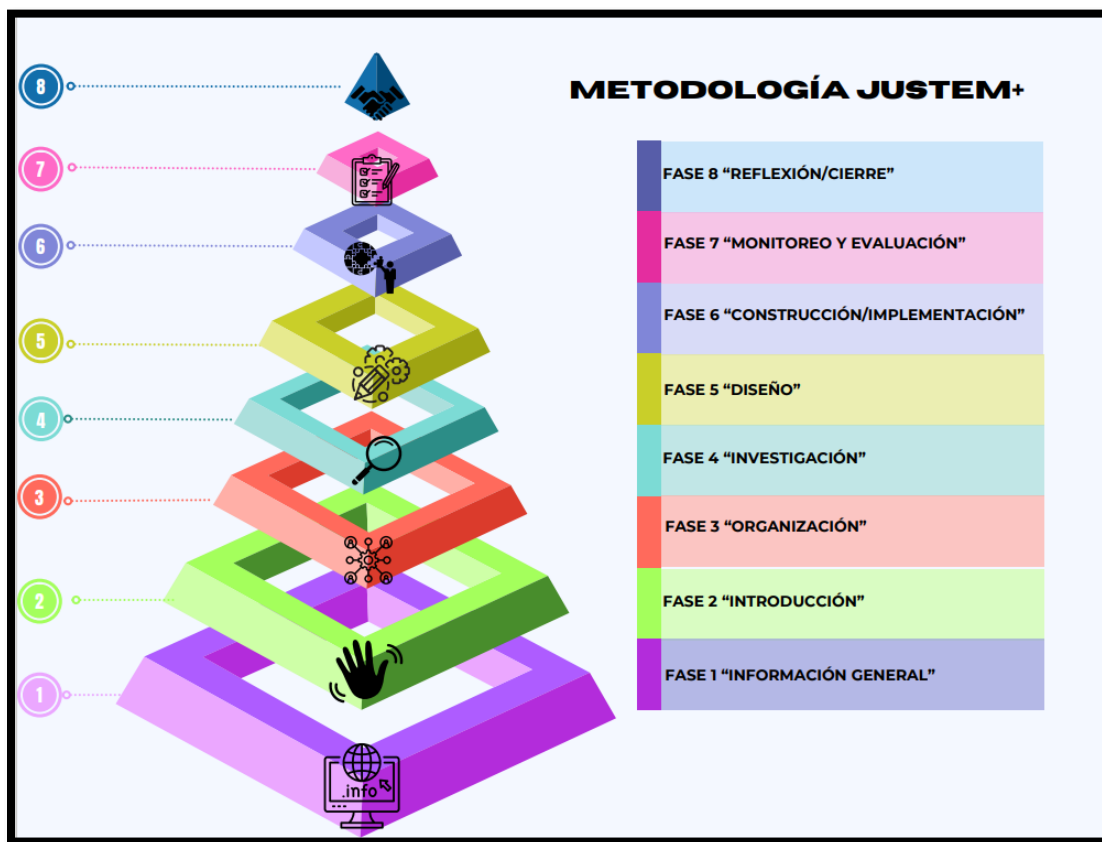 METODOLOGÍA JUSTEM+
8
7
6
5
4
3
2
1
.info
FASE 8 “REFLEXIÓN/CIERRE”
FASE 7 “MONITOREO Y EVALUACIÓN”
FASE 6 “CONSTRUCCIÓN/IMPLEMENTACIÓN”
FASE 5 “DISEÑO”
FASE 4 “INVESTIGACIÓN”
FASE 3 “ORGANIZACIÓN”
FASE 2 “INTRODUCCIÓN”
FASE 1 “INFORMACIÓN GENERAL”